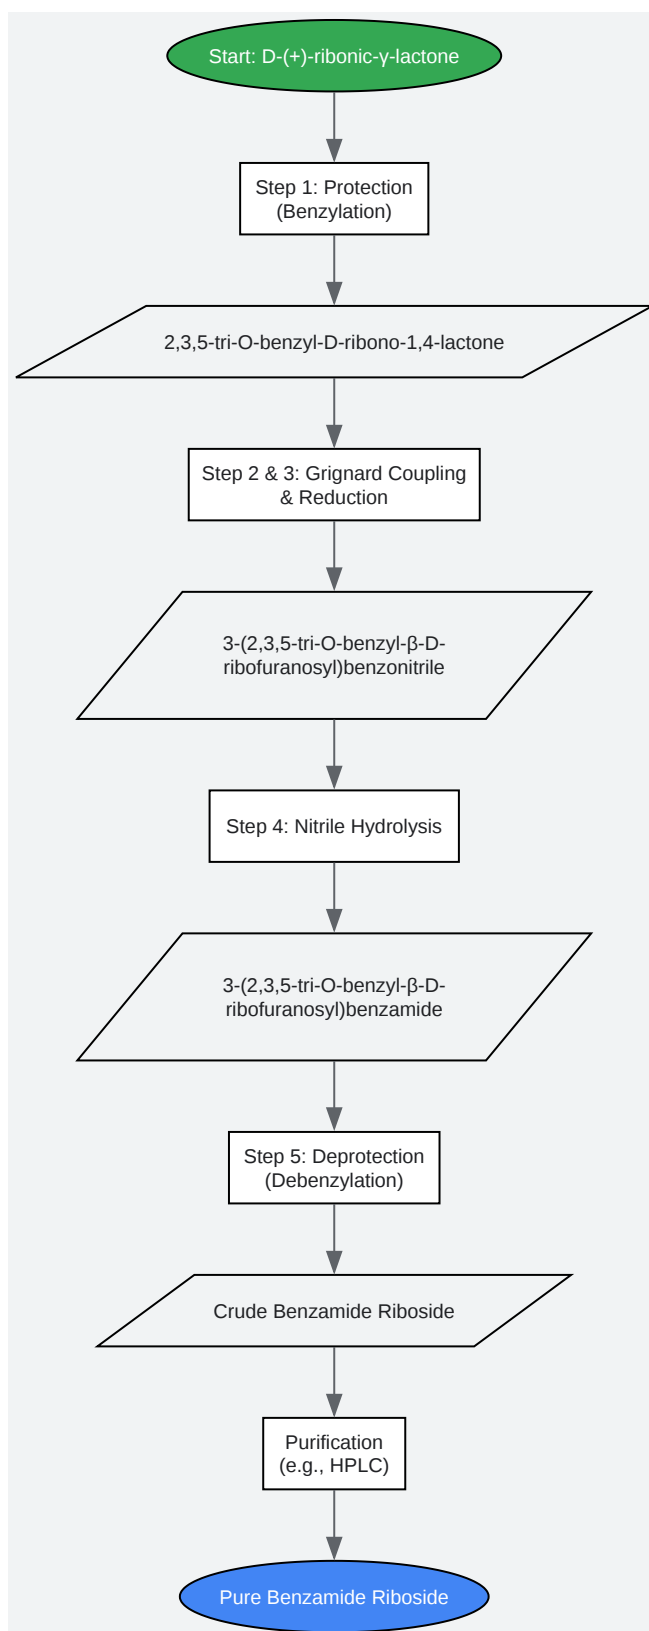 Start: D-(+)-ribonic-γ-lactone
Step 1: Protection
(Benzylation)
2,3,5-tri-O-benzyl-D-ribono-1,4-lactone
Step 2 & 3: Grignard Coupling
& Reduction
3-(2,3,5-tri-O-benzyl-β-D-
ribofuranosyl)benzonitrile
Step 4: Nitrile Hydrolysis
3-(2,3,5-tri-O-benzyl-β-D-
ribofuranosyl)benzamide
Step 5: Deprotection
(Debenzylation)
Crude Benzamide Riboside
Purification
(e.g., HPLC)
Pure Benzamide Riboside